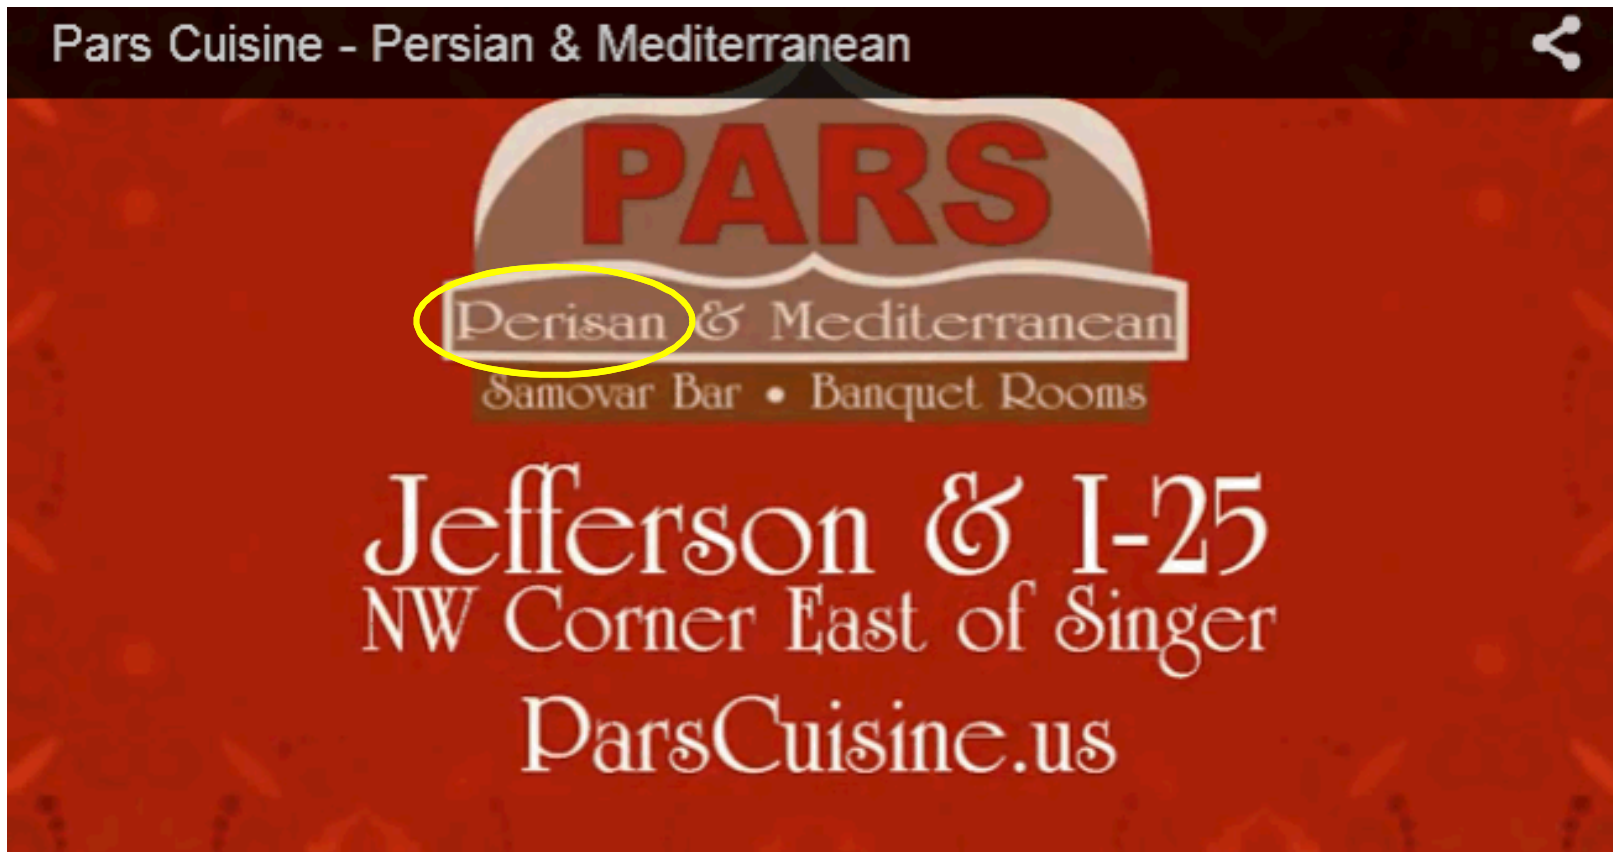 Pars Cuisine - Persian & Mediterranean
PARS
Perisan & Mediterranean
Samovar Bar • Banquet Rooms
Jefferson & I-25
NW Corner East of Singer
ParsCuisine.us